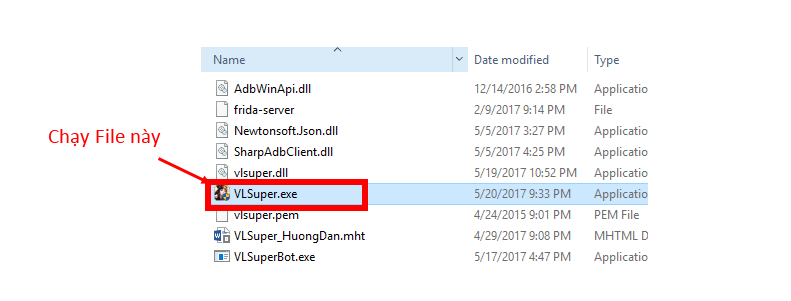 Name Date modified Type
AdbWinApi.dll 12/14/2016 2:58 PM Applicatio
frida-server 2/9/2017 9:14 PM File
Newtonsoft.Json.dll 5/5/2017 3:27 PM Applicatio
Chạy File này
SharpAdbClient.dll 5/5/2017 4:25 PM Applicatio
vlsuper.dll 5/19/2017 10:52 PM Applicatio
VLSuper.exe 5/20/2017 9:33 PM Applicatio
vlsuper.pem 4/24/2015 9:01 PM PEM File
VLSuper_HuongDan.mht 4/29/2017 9:08 PM MHTML D
VLSuperBot.exe 5/17/2017 4:47 PM Applicatio